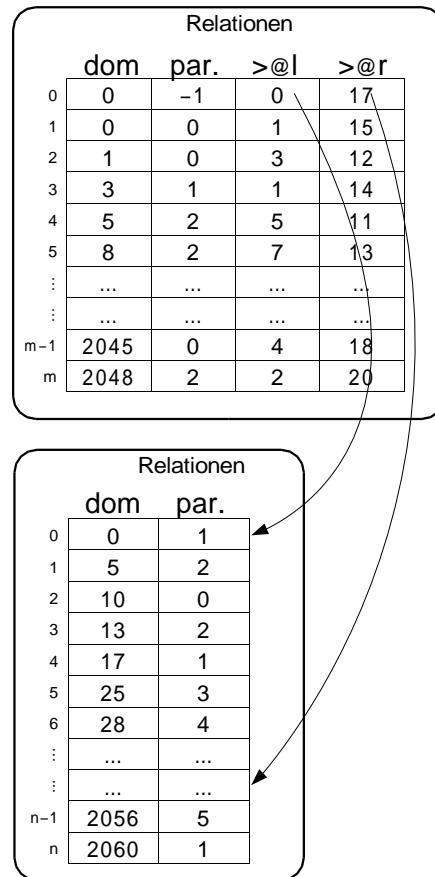 Relationen
dom par. >@l >@r
0 0 −1 0 17
1 0 0 1 15
2 1 0 3 12
3 3 1 1 14
4 5 2 5 11
5 8 2 7 13
⋮ ... ... ... ...
⋮ ... ... ... ...
m−1 2045 0 4 18
m 2048 2 2 20
Relationen
dom par.
0 0 1
1 5 2
2 10 0
3 13 2
4 17 1
5 25 3
6 28 4
⋮ ... ...
⋮ ... ...
n−1 2056 5
n 2060 1